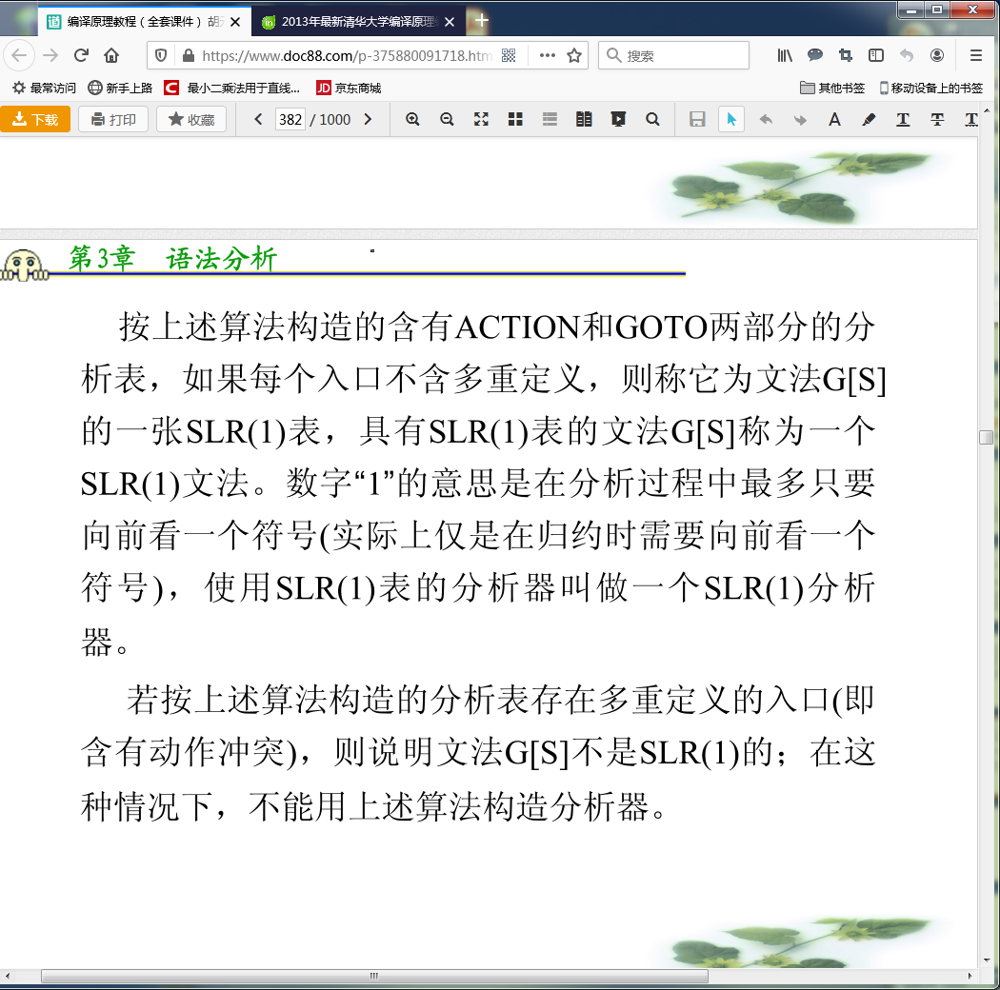 编译原理教程（全套课件）胡
2013年最新清华大学编译原理
https://www.doc88.com/p-375880091718.htm
搜索
最常访问 新手上路 最小二乘法用于直线... JD 京东商城 其他书签 移动设备上的书签
下载 打印 收藏 382 / 1000
第3章 语法分析
按上述算法构造的含有ACTION和GOTO两部分的分
析表，如果每个入口不含多重定义，则称它为文法G[S]
的一张SLR(1)表，具有SLR(1)表的文法G[S]称为一个
SLR(1)文法。数字“1”的意思是在分析过程中最多只要
向前看一个符号(实际上仅是在归约时需要向前看一个
符号)，使用SLR(1)表的分析器叫做一个SLR(1)分析
器。
若按上述算法构造的分析表存在多重定义的入口(即
含有动作冲突)，则说明文法G[S]不是SLR(1)的；在这
种情况下，不能用上述算法构造分析器。